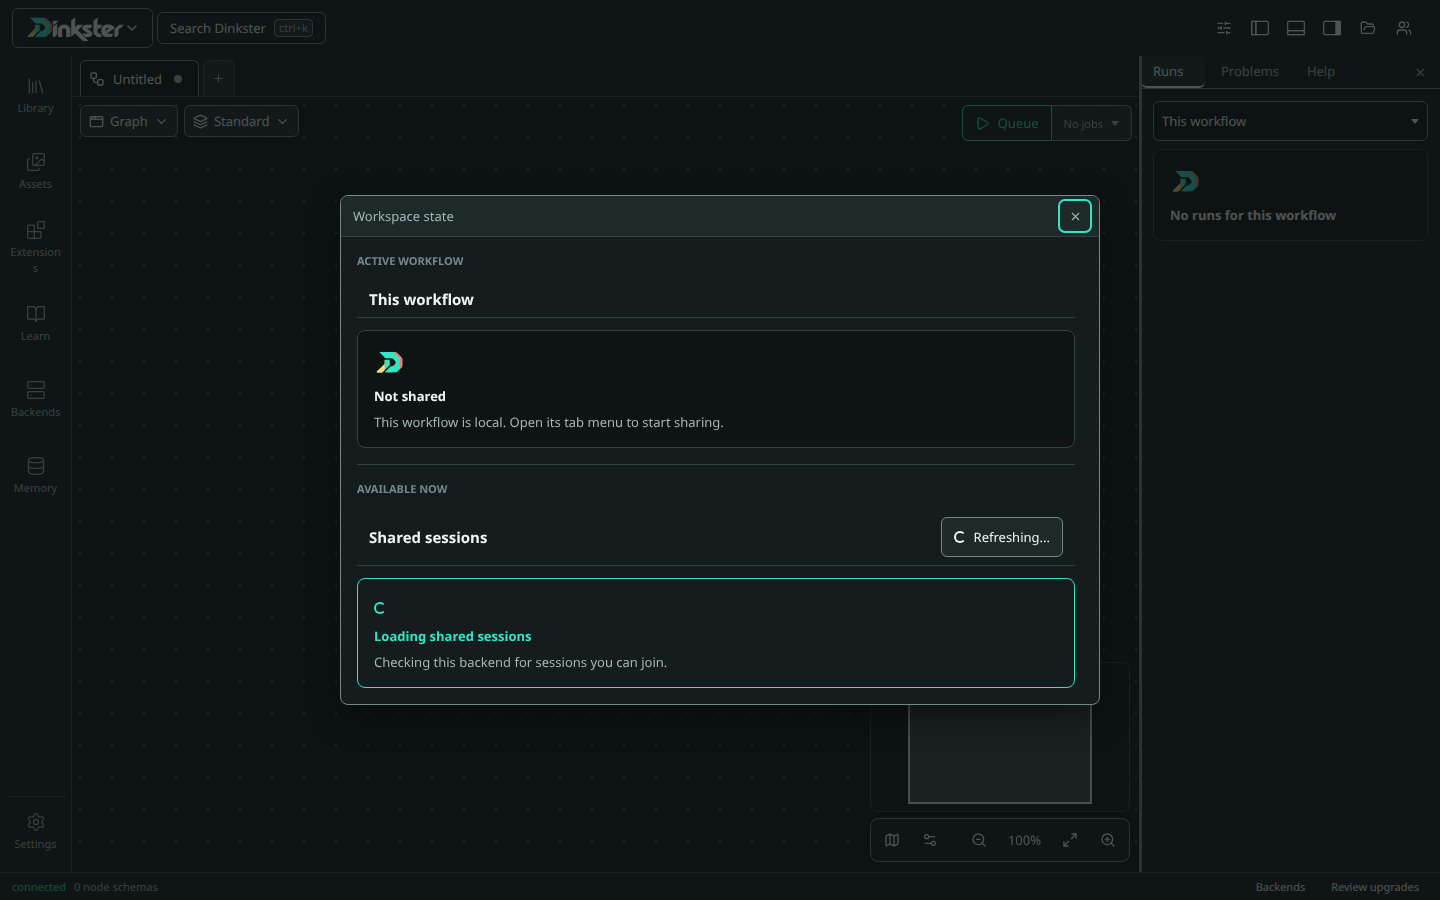 Dinkster
Search Dinkster ctrl+k
Library
Assets
Extension
s
Learn
Backends
Memory
Settings
Untitled
+
Graph
Standard
Queue
No jobs
Runs
Problems
Help
This workflow
No runs for this workflow
Workspace state
ACTIVE WORKFLOW
This workflow
Not shared
This workflow is local. Open its tab menu to start sharing.
AVAILABLE NOW
Shared sessions
Refreshing...
Loading shared sessions
Checking this backend for sessions you can join.
100%
connected 0 node schemas
Backends
Review upgrades